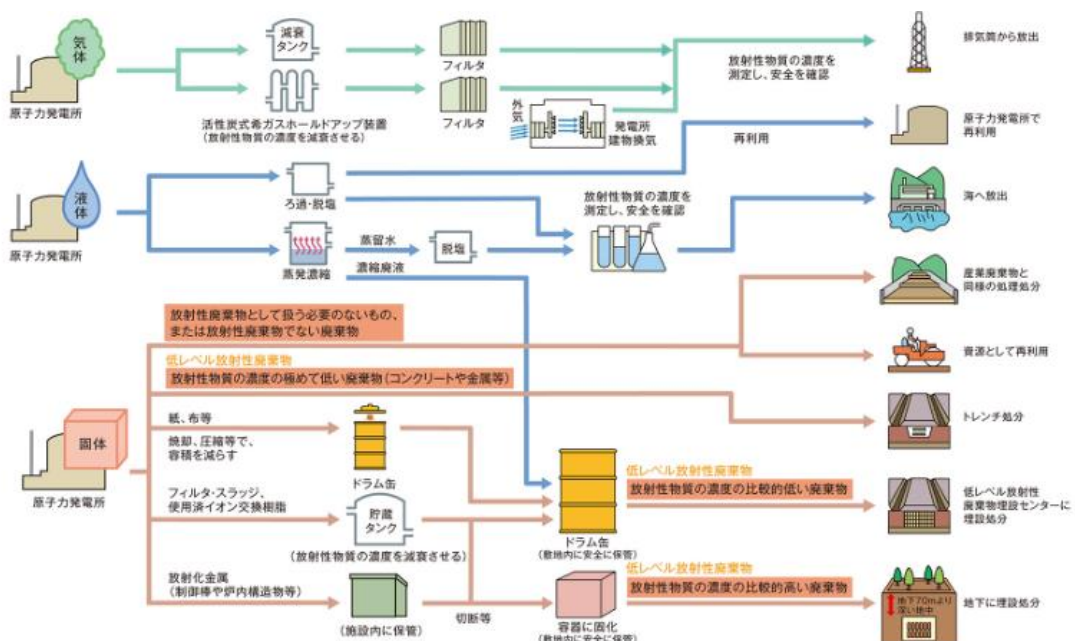 気体
原子力発電所
減衰
タンク
フィルタ
活性炭式希ガスホールドアップ装置
(放射性物質の濃度を減衰させる)
フィルタ
外気
発電所
建物換気
放射性物質の濃度を
測定し、安全を確認
排気筒から放出
液体
原子力発電所
ろ過・脱塩
再利用
原子力発電所で
再利用
放射性物質の濃度を
測定し、安全を確認
蒸発濃縮
蒸留水
脱塩
濃縮廃液
海へ放出
放射性廃棄物として扱う必要のないもの、
または放射性廃棄物でない廃棄物
産業廃棄物と
同様の処理処分
資源として再利用
低レベル放射性廃棄物
放射性物質の濃度の極めて低い廃棄物(コンクリートや金属等)
トレンチ処分
固体
原子力発電所
紙、布等
焼却、圧縮等で、
容積を減らす
ドラム缶
フィルタ・スラッジ、
使用済イオン交換樹脂
貯蔵
タンク
(放射性物質の濃度を減衰させる)
ドラム缶
(敷地内に安全に保管)
低レベル放射性廃棄物
放射性物質の濃度の比較的低い廃棄物
低レベル放射性
廃棄物埋設センターに
埋設処分
放射化金属
(制御棒や炉内構造物等)
(施設内に保管)
切断等
容器に固化
(敷地内に安全に保管)
低レベル放射性廃棄物
放射性物質の濃度の比較的高い廃棄物
地下70mより
深い地中
地下に埋設処分